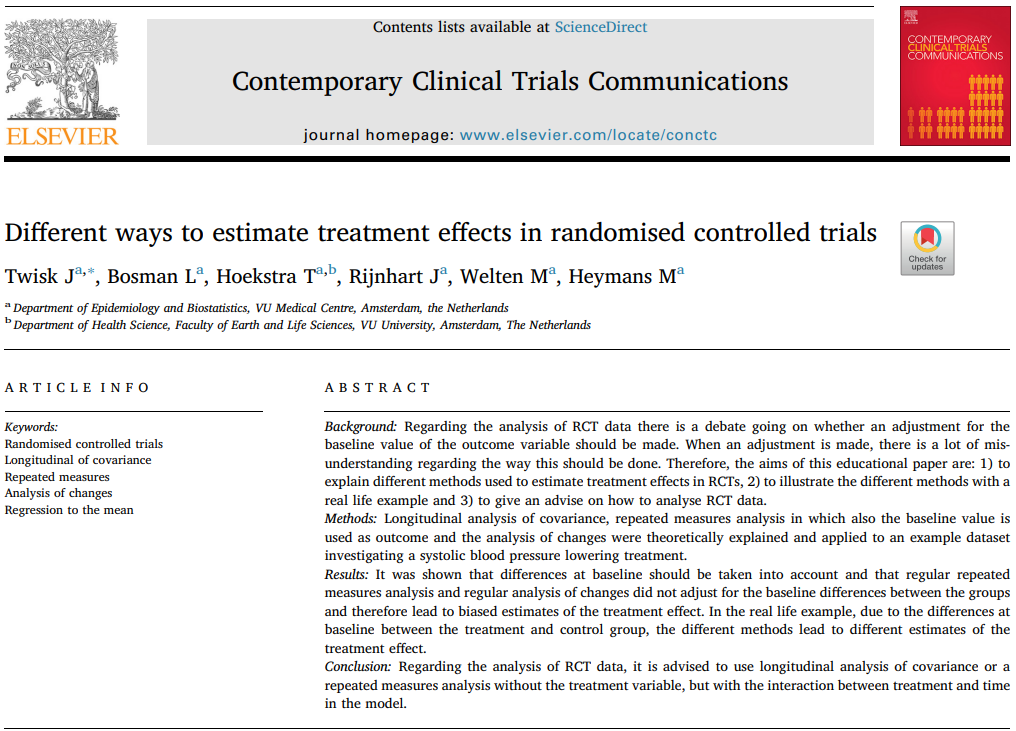 Contents lists available at ScienceDirect
Contemporary Clinical Trials Communications
journal homepage: www.elsevier.com/locate/conctc
ELSEVIER
CONTEMPORARY
CLINICAL TRIALS
COMMUNICATIONS
Different ways to estimate treatment effects in randomised controlled trials
Check for
updates
Twisk J^a,*, Bosman L^a, Hoekstra T^a,b, Rijnhart J^a, Welten M^a, Heymans M^a
^a Department of Epidemiology and Biostatistics, VU Medical Centre, Amsterdam, the Netherlands
^b Department of Health Science, Faculty of Earth and Life Sciences, VU University, Amsterdam, The Netherlands
ARTICLE INFO
Keywords:
Randomised controlled trials
Longitudinal of covariance
Repeated measures
Analysis of changes
Regression to the mean
ABSTRACT
Background: Regarding the analysis of RCT data there is a debate going on whether an adjustment for the
baseline value of the outcome variable should be made. When an adjustment is made, there is a lot of mis-
understanding regarding the way this should be done. Therefore, the aims of this educational paper are: 1) to
explain different methods used to estimate treatment effects in RCTs, 2) to illustrate the different methods with a
real life example and 3) to give an advise on how to analyse RCT data.
Methods: Longitudinal analysis of covariance, repeated measures analysis in which also the baseline value is
used as outcome and the analysis of changes were theoretically explained and applied to an example dataset
investigating a systolic blood pressure lowering treatment.
Results: It was shown that differences at baseline should be taken into account and that regular repeated
measures analysis and regular analysis of changes did not adjust for the baseline differences between the groups
and therefore lead to biased estimates of the treatment effect. In the real life example, due to the differences at
baseline between the treatment and control group, the different methods lead to different estimates of the
treatment effect.
Conclusion: Regarding the analysis of RCT data, it is advised to use longitudinal analysis of covariance or a
repeated measures analysis without the treatment variable, but with the interaction between treatment and time
in the model.